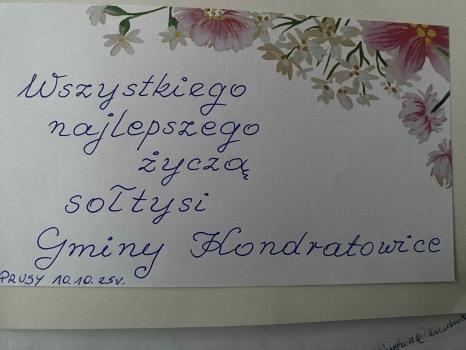 Wszystkiego
najlepszego
życzą
sołtysi
Gminy Kondratowice
PRUSY 10.10.25r.